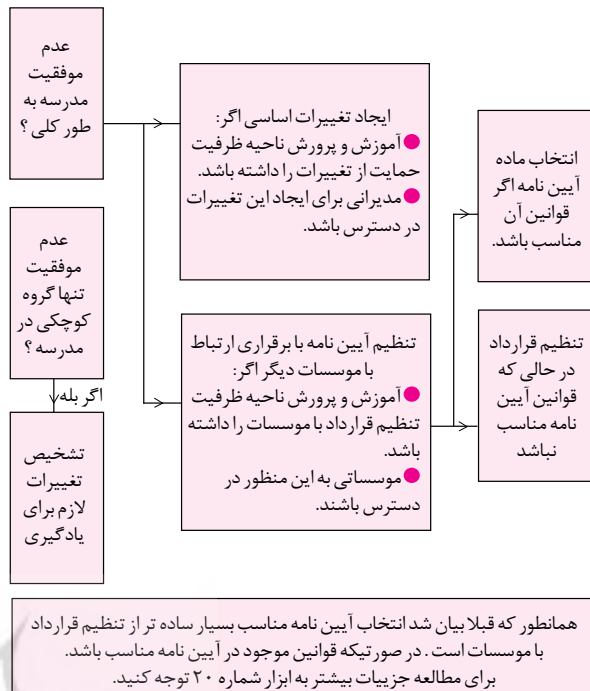 عدم
موفقیت
مدرسه به
طور کلی ؟
ایجاد تغییرات اساسی اگر:
● آموزش و پرورش ناحیه ظرفیت
حمایت از تغییرات را داشته باشد.
● مدیرانی برای ایجاد این تغییرات
در دسترس باشد.
انتخاب ماده
آیین نامه اگر
قوانین آن
مناسب باشد.
عدم
موفقیت
تنها گروه
کوچکی در
مدرسه ؟
اگر بله
تشخیص
تغییرات
لازم برای
یادگیری
تنظیم آیین نامه با برقراری ارتباط
با موسسات دیگر اگر:
● آموزش و پرورش ناحیه ظرفیت
تنظیم قرارداد با موسسات را داشته
باشد.
● موسساتی به این منظور در
دسترس باشند.
تنظیم قرارداد
در حالی که
قوانین آیین
نامه مناسب
نباشد
همانطور که قبلا بیان شد انتخاب آیین نامه مناسب بسیار ساده تر از تنظیم قرارداد
با موسسات است . در صورتیکه قوانین موجود در آیین نامه مناسب باشد.
برای مطالعه جزییات بیشتر به ابزار شماره ۲۰ توجه کنید.